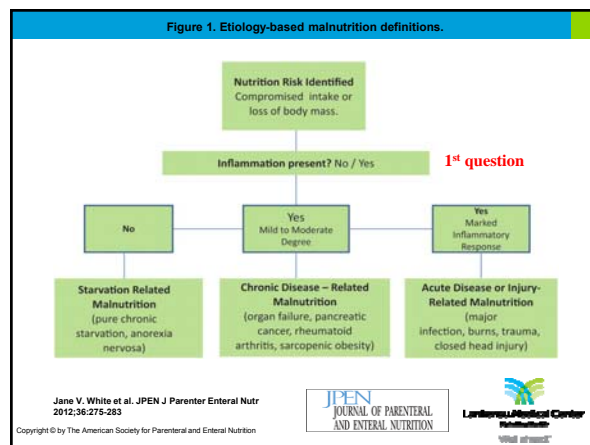 Figure 1. Etiology-based malnutrition definitions.
Nutrition Risk Identified
Compromised intake or
loss of body mass.
Inflammation present? No / Yes
1st question
No
Yes
Mild to Moderate
Degree
Yes
Marked
Inflammatory
Response
Starvation Related
Malnutrition
(pure chronic
starvation, anorexia
nervosa)
Chronic Disease – Related
Malnutrition
(organ failure, pancreatic
cancer, rheumatoid
arthritis, sarcopenic obesity)
Acute Disease or Injury-
Related Malnutrition
(major
infection, burns, trauma,
closed head injury)
Jane V. White et al. JPEN J Parenter Enteral Nutr
2012;36:275-283
Copyright © by The American Society for Parenteral and Enteral Nutrition
JPEN
JOURNAL OF PARENTERAL
AND ENTERAL NUTRITION
Lankenau Medical Center
Main Line Health
Well ahead.